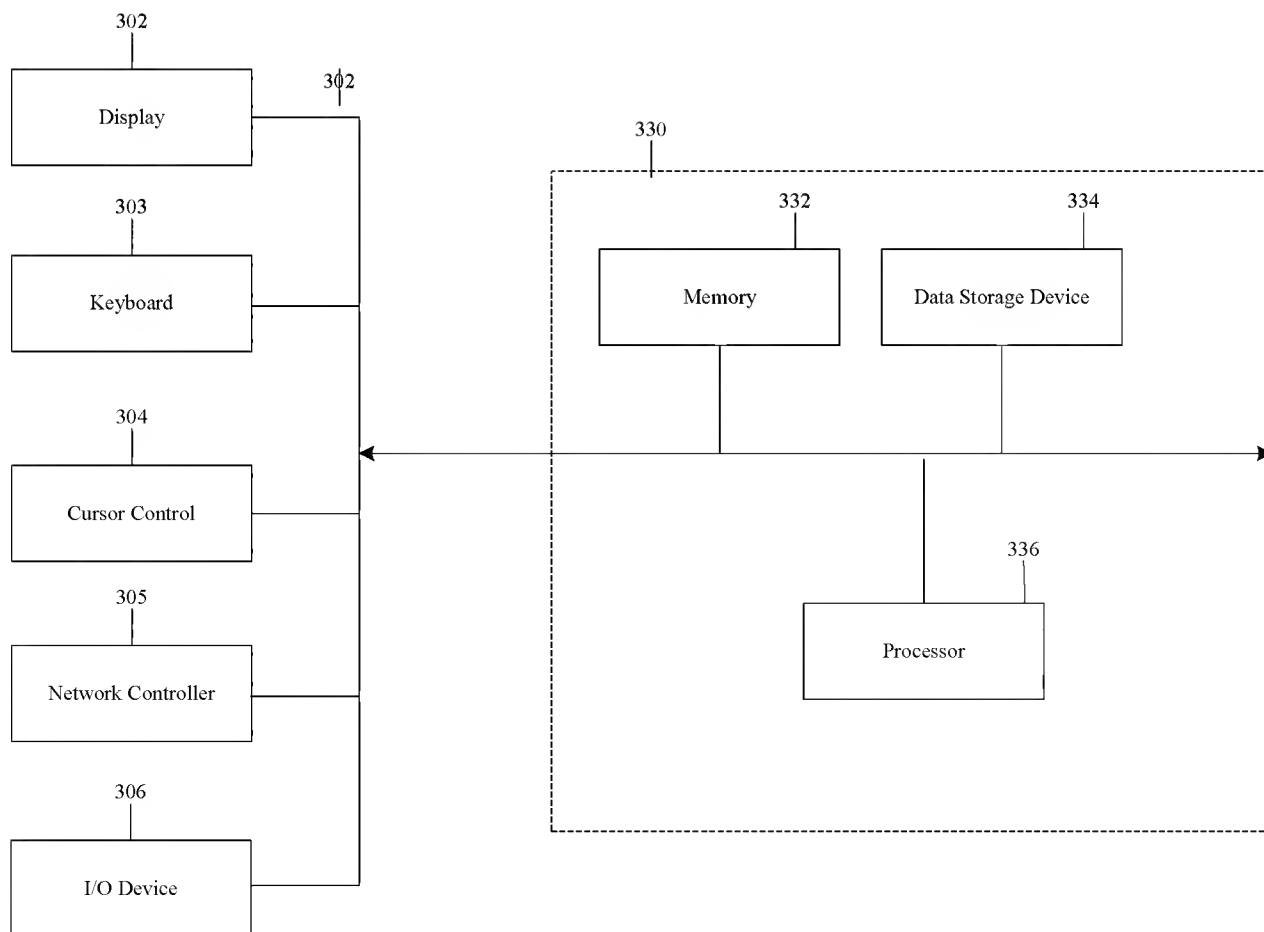 302
Display
302
303
Keyboard
304
Cursor Control
305
Network Controller
306
I/O Device
330
332
Memory
334
Data Storage Device
336
Processor